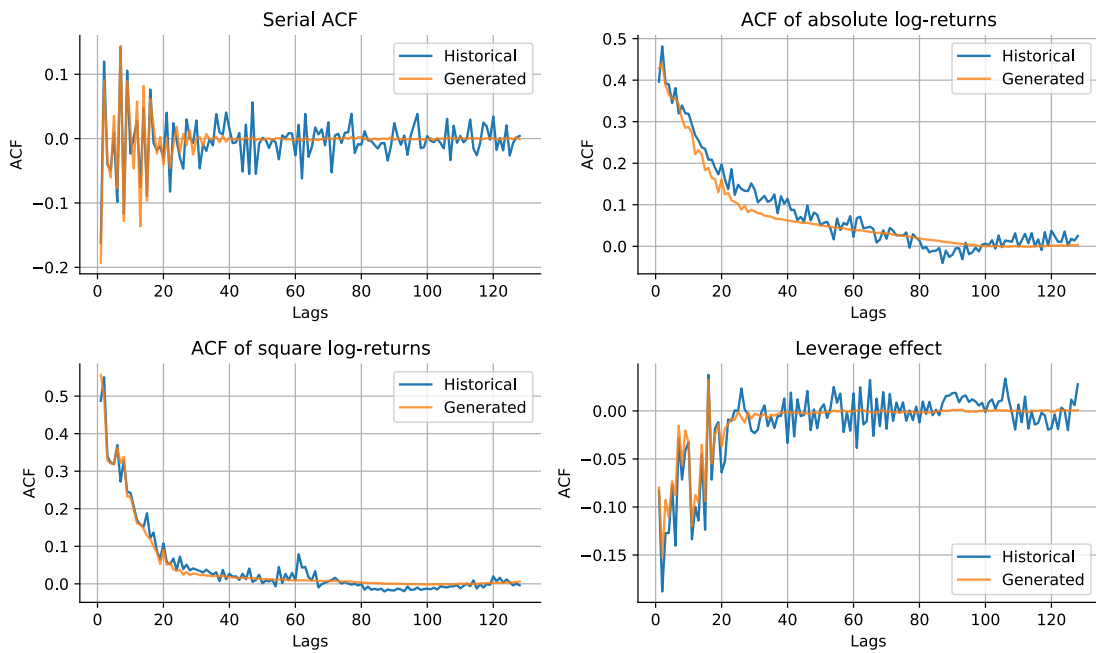 Serial ACF
ACF
0.1
0.0
−0.1
−0.2
0
20
40
60
80
100
120
Lags
Historical
Generated
ACF of absolute log-returns
ACF
0.5
0.4
0.3
0.2
0.1
0.0
0
20
40
60
80
100
120
Lags
Historical
Generated
ACF of square log-returns
ACF
0.5
0.4
0.3
0.2
0.1
0.0
0
20
40
60
80
100
120
Lags
Historical
Generated
Leverage effect
ACF
0.00
−0.05
−0.10
−0.15
0
20
40
60
80
100
120
Lags
Historical
Generated